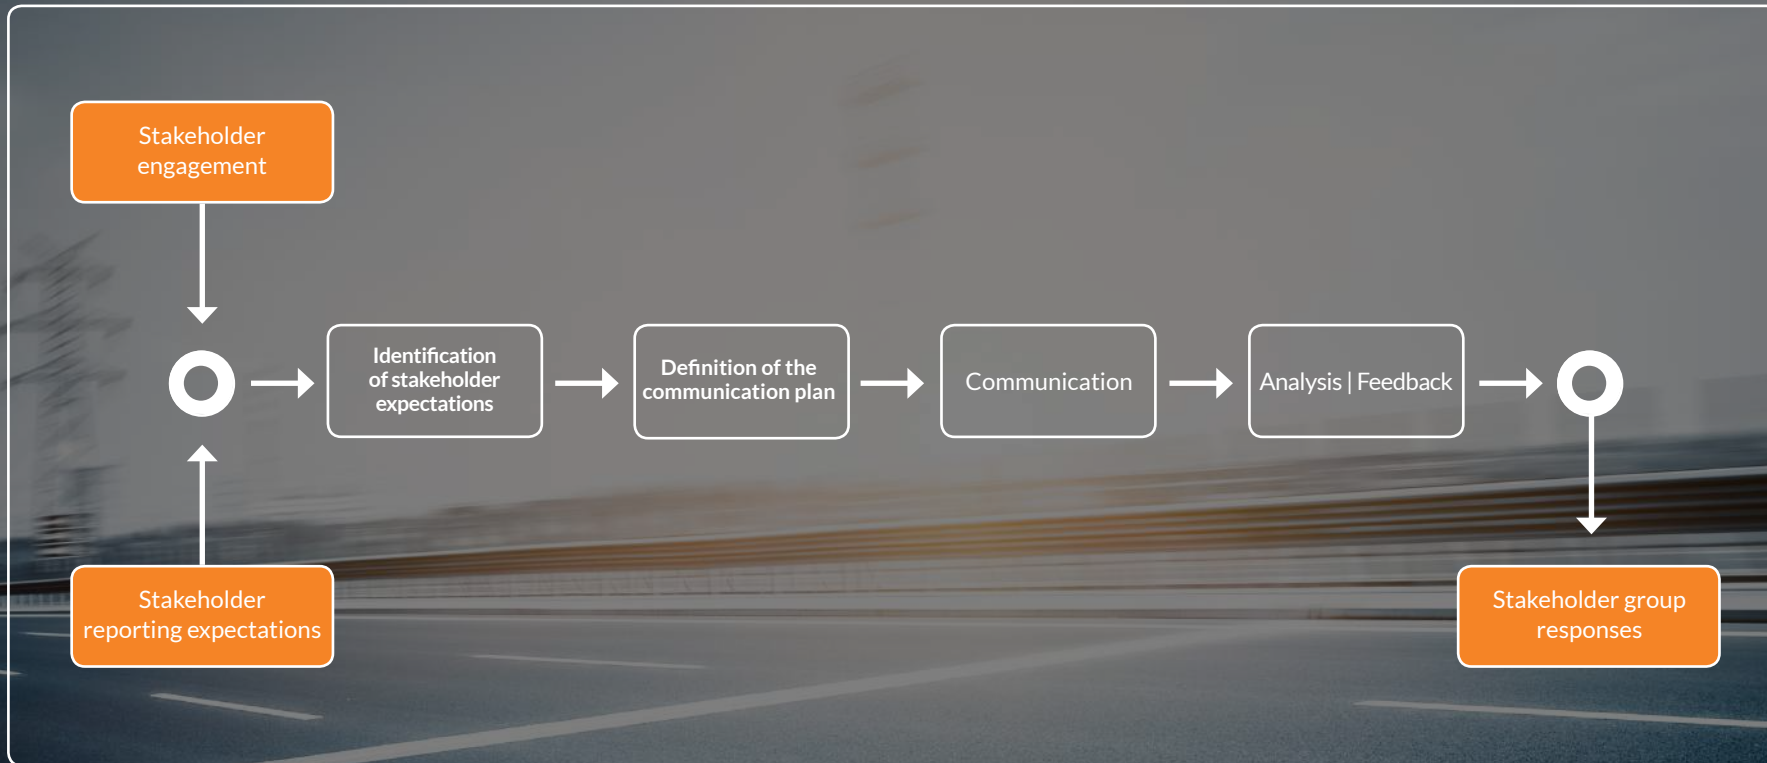 Stakeholder
engagement
Identification
of stakeholder
expectations
Definition of the
communication plan
Communication
Analysis | Feedback
Stakeholder
reporting expectations
Stakeholder group
responses